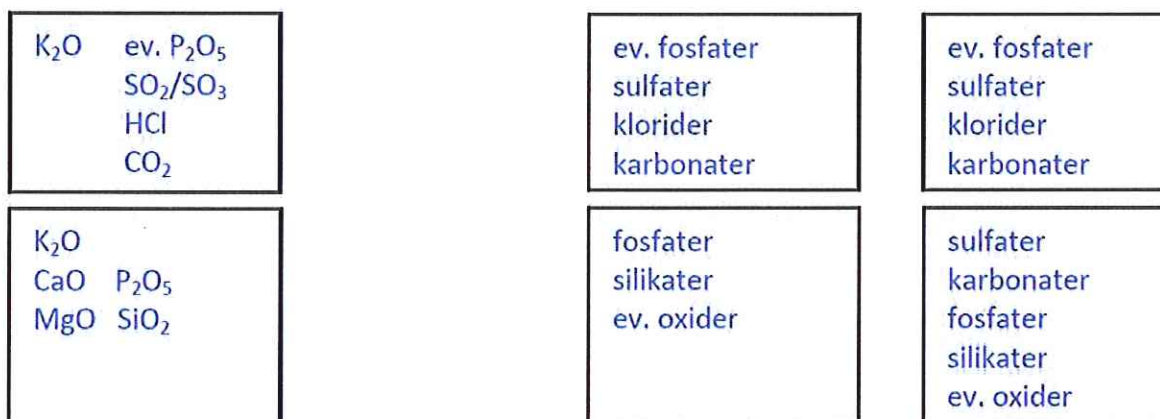 K₂O ev. P₂O₅
SO₂/SO₃
HCl
CO₂
ev. fosfater
sulfater
klorider
karbonater
ev. fosfater
sulfater
klorider
karbonater
K₂O
CaO P₂O₅
MgO SiO₂
fosfater
silikater
ev. oxider
sulfater
karbonater
fosfater
silikater
ev. oxider